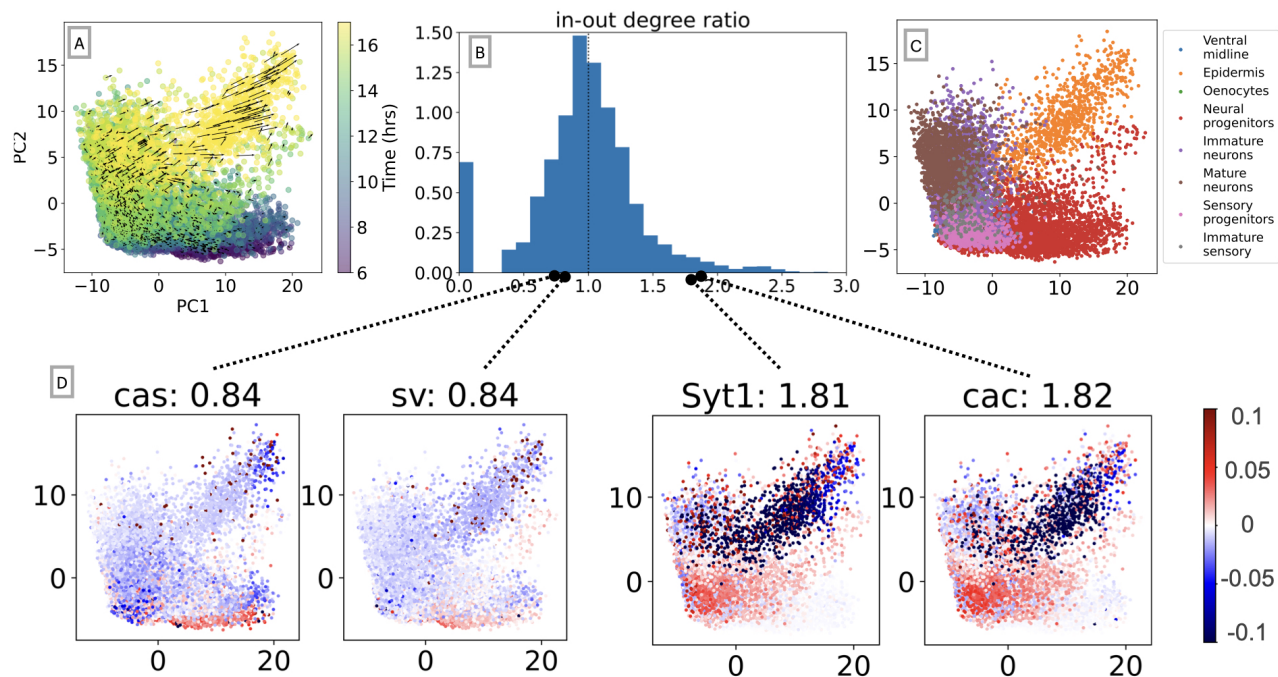 A
PC2
15
10
5
0
−5
−10
0
10
20
PC1
16
14
12
10
8
6
Time (hrs)
in-out degree ratio
B
1.50
1.25
1.00
0.75
0.50
0.25
0.00
0.0
0.5
1.0
1.5
2.0
2.5
3.0
C
15
10
5
0
−5
−10
0
10
20
Ventral
midline
Epidermis
Oenocytes
Neural
progenitors
Immature
neurons
Mature
neurons
Sensory
progenitors
Immature
sensory
D
cas: 0.84
10
0
0
20
sv: 0.84
0
20
Syt1: 1.81
10
0
0
20
cac: 1.82
10
0
0
20
0.1
0.05
0
-0.05
-0.1